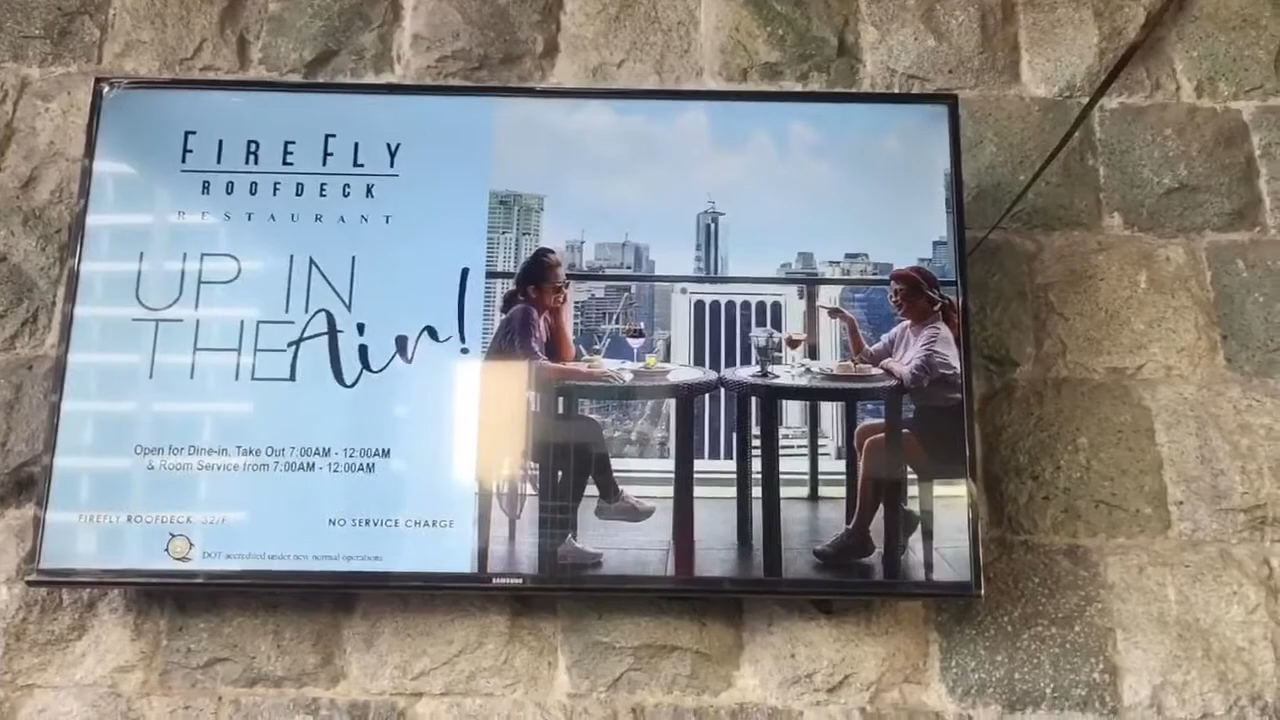 FIREFLY
ROOFDECK
RESTAURANT
UP IN
THE Air!
Open for Dine-in, Take Out 7:00AM - 12:00AM
& Room Service from 7:00AM - 12:00AM
FIREFLY ROOFDECK, 32/F
NO SERVICE CHARGE
DOT accredited under new normal operations
SAMSUNG